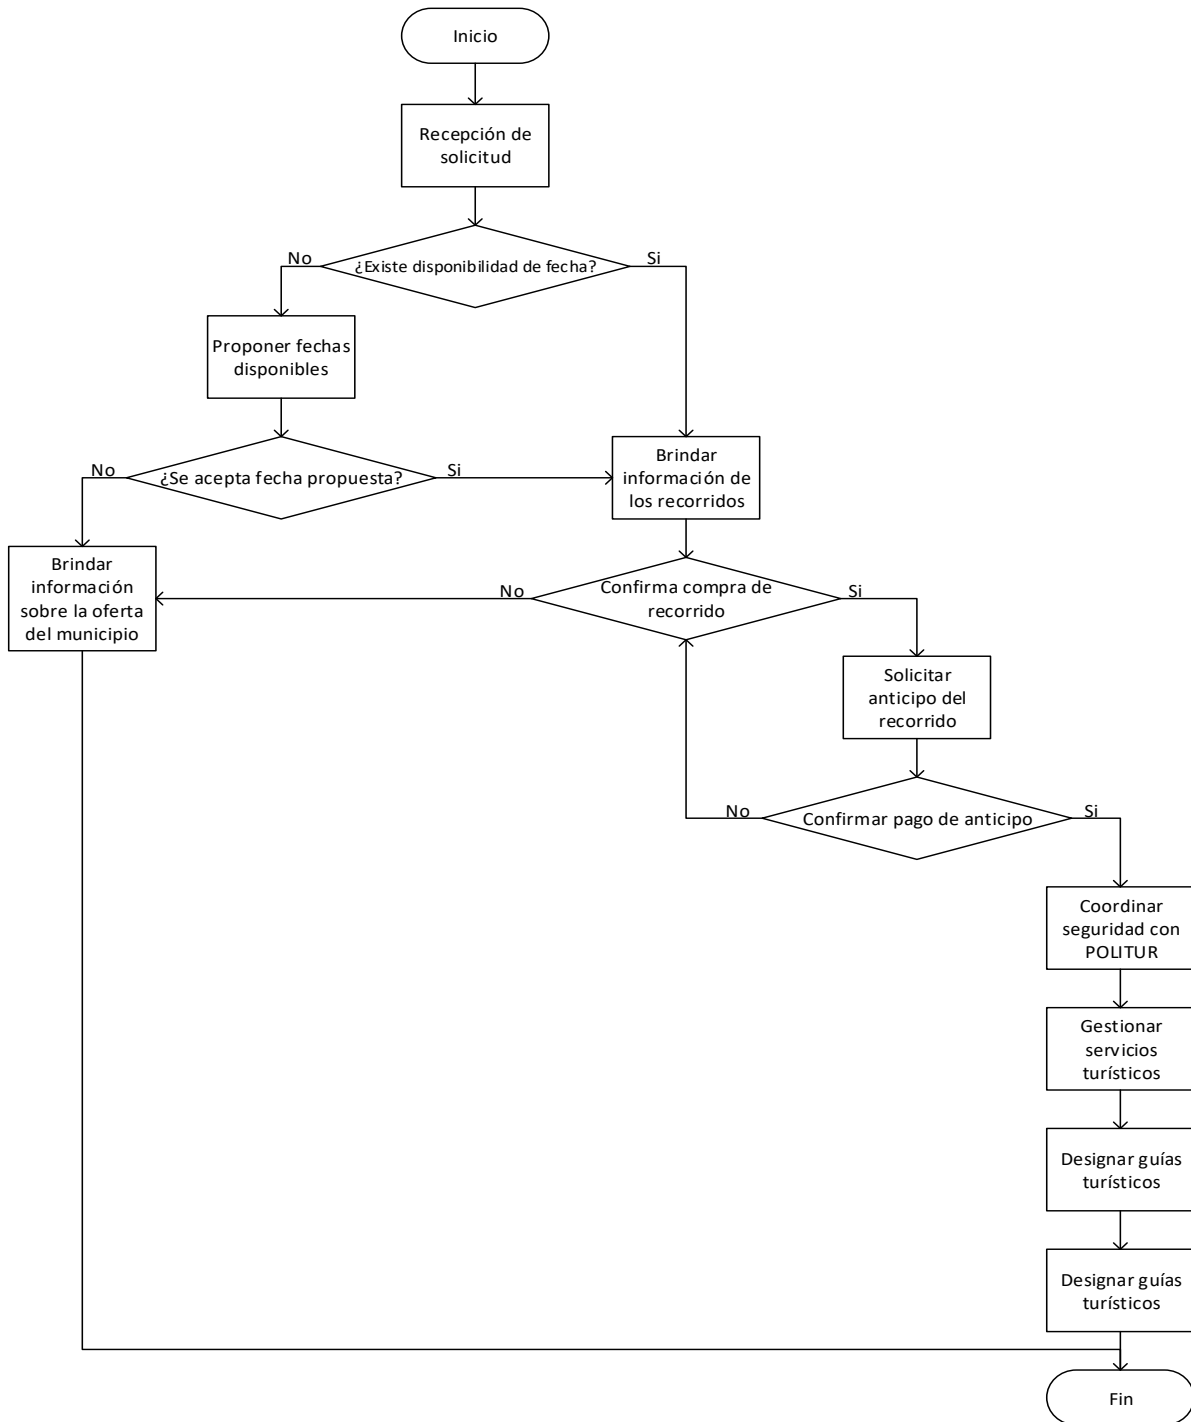 Inicio
Recepción de
solicitud
No
¿Existe disponibilidad de fecha?
Si
Proponer fechas
disponibles
No
¿Se acepta fecha propuesta?
Si
Brindar
información de
los recorridos
Brindar
información
sobre la oferta
del municipio
No
Confirma compra de
recorrido
Si
Solicitar
anticipo del
recorrido
No
Confirmar pago de anticipo
Si
Coordinar
seguridad con
POLITUR
Gestionar
servicios
turísticos
Designar guías
turísticos
Designar guías
turísticos
Fin